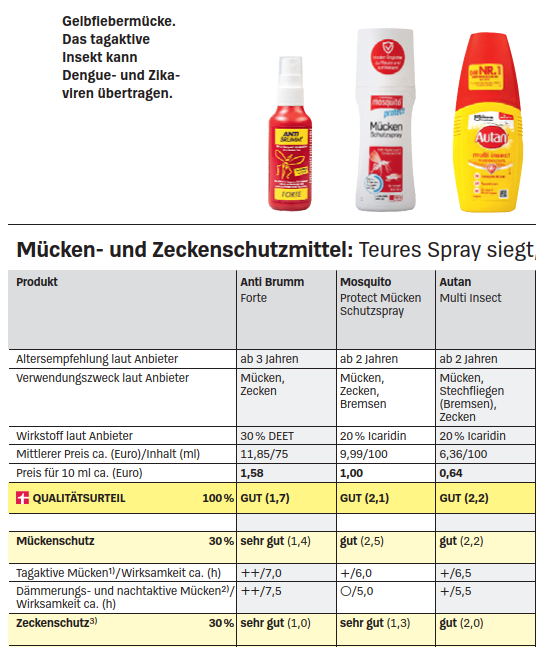 Gelbfiebermücke.
Das tagaktive
Insekt kann
Dengue- und Zika-
viren übertragen.
ANTI
BRUMM
FORTE
mosquito
protect
Mücken
Schutzspray
DIE NR. 1
Autan
multi insect
Mücken- und Zeckenschutzmittel: Teures Spray siegt,
Produkt Anti Brumm Mosquito Autan
Forte Protect Mücken Multi Insect
Schutzspray
Altersempfehlung laut Anbieter ab 3 Jahren ab 2 Jahren ab 2 Jahren
Verwendungszweck laut Anbieter Mücken, Mücken, Mücken,
Zecken Zecken, Stechfliegen
Bremsen (Bremsen),
Zecken
Wirkstoff laut Anbieter 30 % DEET 20 % Icaridin 20 % Icaridin
Mittlerer Preis ca. (Euro)/Inhalt (ml) 11,85/75 9,99/100 6,36/100
Preis für 10 ml ca. (Euro) 1,58 1,00 0,64
QUALITÄTSURTEIL 100 % GUT (1,7) GUT (2,1) GUT (2,2)
Mückenschutz 30 % sehr gut (1,4) gut (2,5) gut (2,2)
Tagaktive Mücken1)/Wirksamkeit ca. (h) ++/7,0 +/6,0 +/6,5
Dämmerungs- und nachtaktive Mücken2)/ ++/7,5 ○/5,0 +/5,5
Wirksamkeit ca. (h)
Zeckenschutz3) 30 % sehr gut (1,0) sehr gut (1,3) gut (2,0)